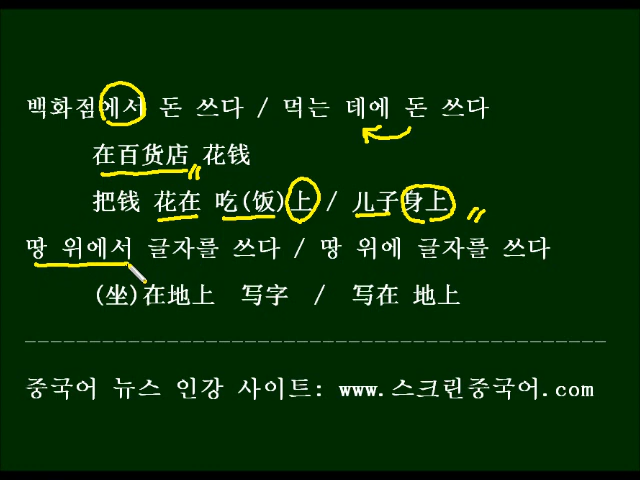 백화점에서 돈 쓰다 / 먹는 데에 돈 쓰다
在百货店 花钱
把钱 花在 吃(饭)上 / 儿子身上
땅 위에서 글자를 쓰다 / 땅 위에 글자를 쓰다
(坐)在地上 写字 / 写在 地上
중국어 뉴스 인강 사이트: www.스크린중국어.com